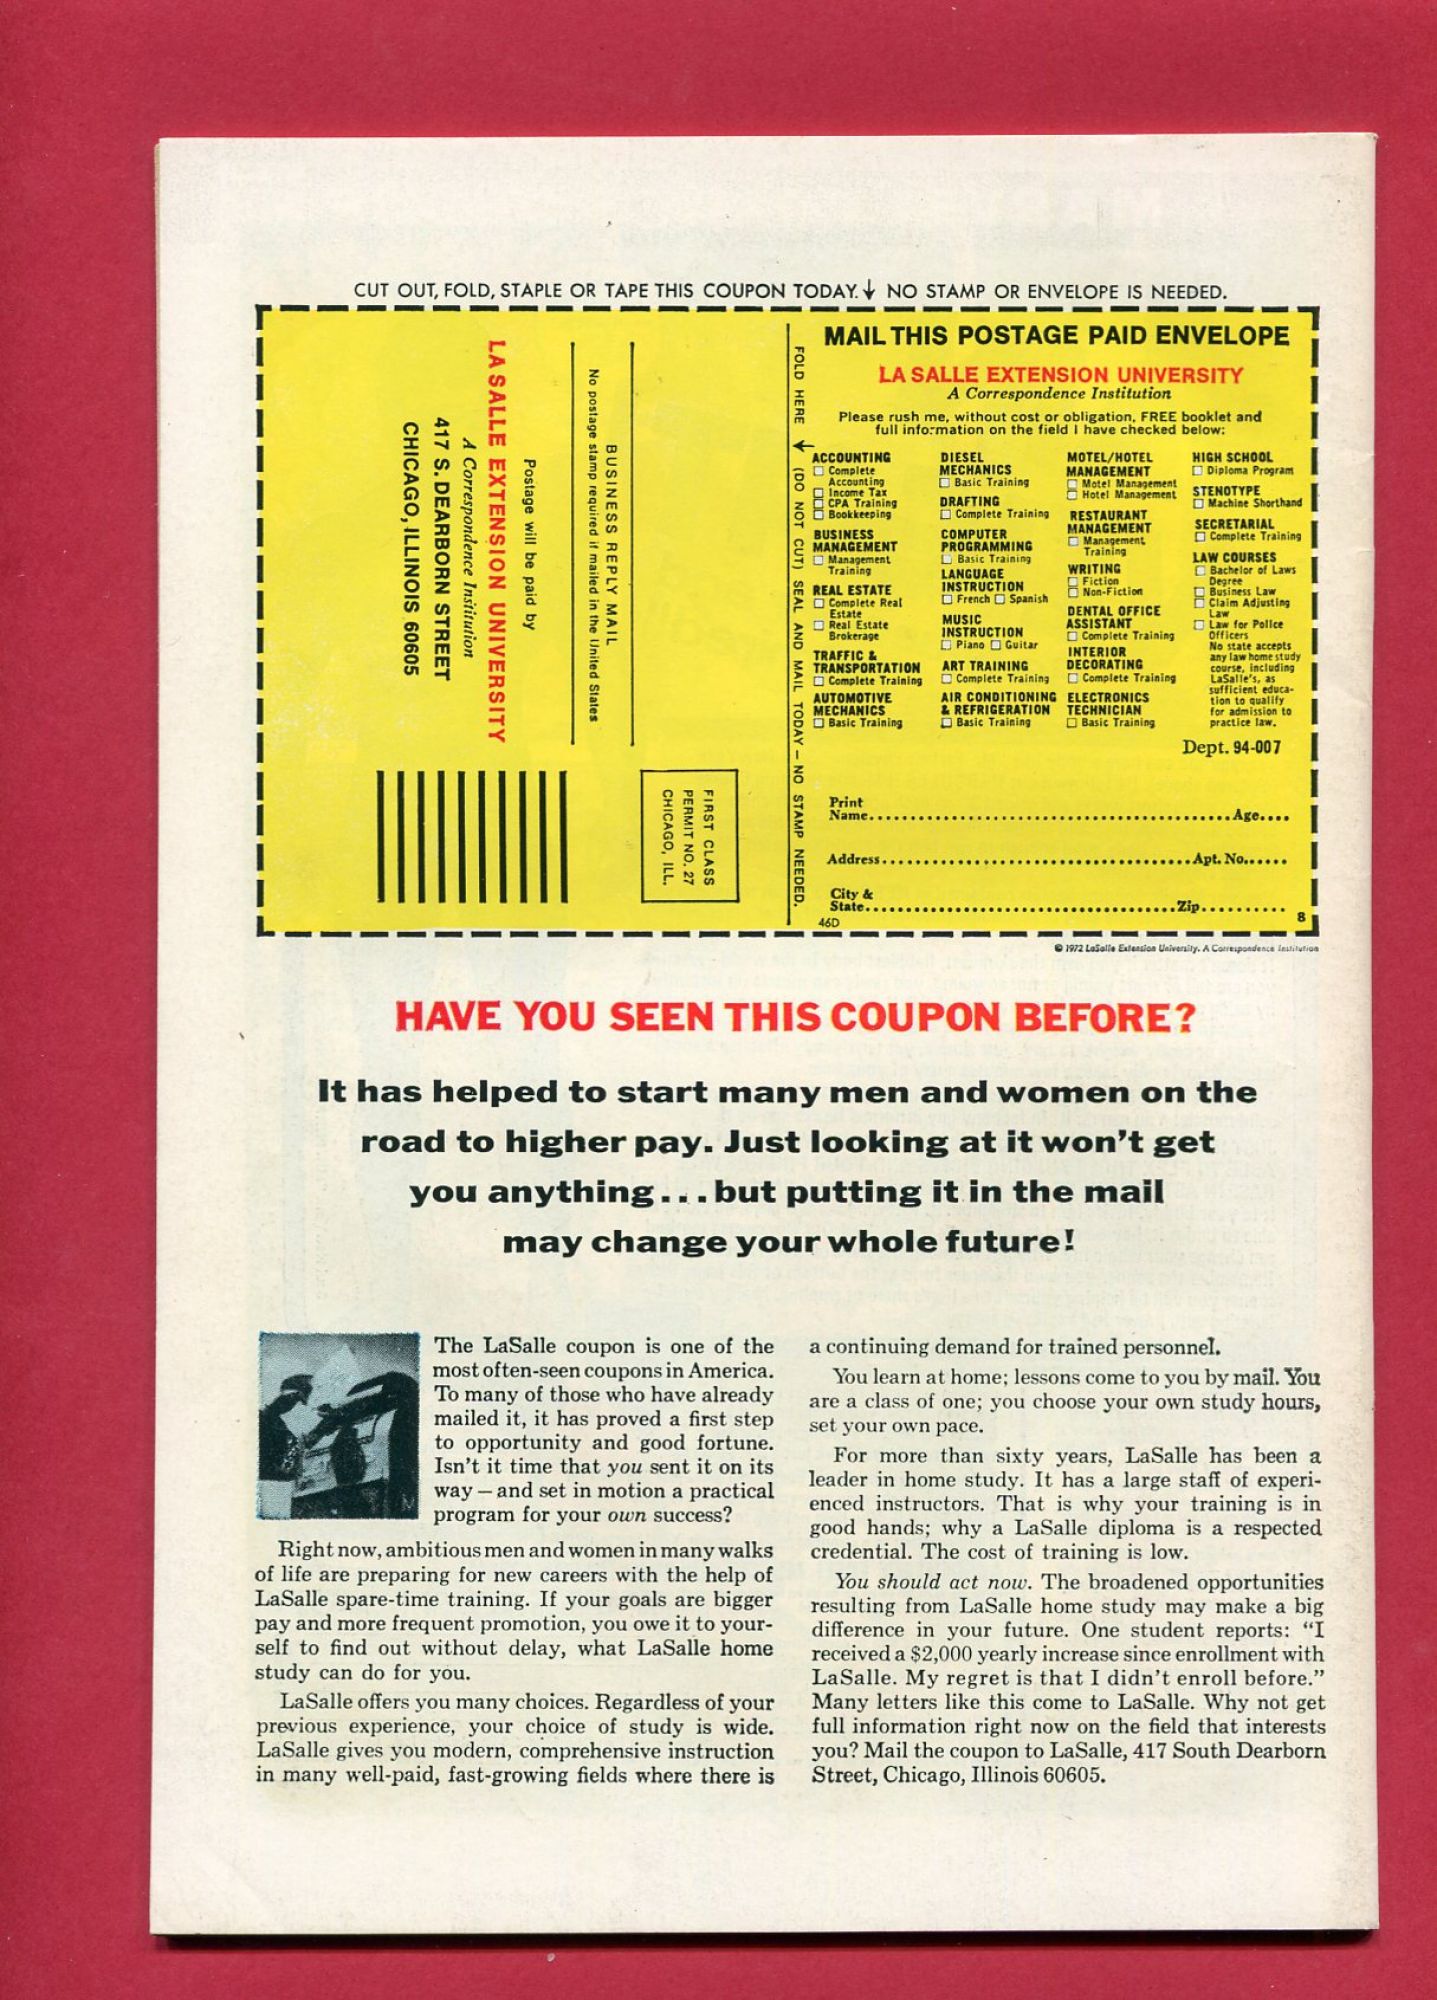 CUT OUT, FOLD, STAPLE OR TAPE THIS COUPON TODAY. ↓ NO STAMP OR ENVELOPE IS NEEDED.
BUSINESS REPLY MAIL
No postage stamp required if mailed in the United States
Postage will be paid by
LA SALLE EXTENSION UNIVERSITY
A Correspondence Institution
417 S. DEARBORN STREET
CHICAGO, ILLINOIS 60605
FIRST CLASS
PERMIT NO. 27
CHICAGO, ILL.
FOLD HERE ← (DO NOT CUT) SEAL AND MAIL TODAY — NO STAMP NEEDED.
MAIL THIS POSTAGE PAID ENVELOPE
LA SALLE EXTENSION UNIVERSITY
A Correspondence Institution
Please rush me, without cost or obligation, FREE booklet and
full information on the field I have checked below:
ACCOUNTING
☐ Complete
Accounting
☐ Income Tax
☐ CPA Training
☐ Bookkeeping
BUSINESS
MANAGEMENT
☐ Management
Training
REAL ESTATE
☐ Complete Real
Estate
☐ Real Estate
Brokerage
TRAFFIC &
TRANSPORTATION
☐ Complete Training
AUTOMOTIVE
MECHANICS
☐ Basic Training
DIESEL
MECHANICS
☐ Basic Training
DRAFTING
☐ Complete Training
COMPUTER
PROGRAMMING
☐ Basic Training
LANGUAGE
INSTRUCTION
☐ French ☐ Spanish
MUSIC
INSTRUCTION
☐ Piano ☐ Guitar
ART TRAINING
☐ Complete Training
AIR CONDITIONING
& REFRIGERATION
☐ Basic Training
MOTEL/HOTEL
MANAGEMENT
☐ Motel Management
☐ Hotel Management
RESTAURANT
MANAGEMENT
☐ Management
Training
WRITING
☐ Fiction
☐ Non-Fiction
DENTAL OFFICE
ASSISTANT
☐ Complete Training
INTERIOR
DECORATING
☐ Complete Training
ELECTRONICS
TECHNICIAN
☐ Basic Training
HIGH SCHOOL
☐ Diploma Program
STENOTYPE
☐ Machine Shorthand
SECRETARIAL
☐ Complete Training
LAW COURSES
☐ Bachelor of Laws
Degree
☐ Business Law
☐ Claim Adjusting
Law
☐ Law for Police
Officers
No state accepts
any law home study
course, including
LaSalle's, as
sufficient educa-
tion to qualify
for admission to
practice law.
Dept. 94-007
Print
Name.......................................Age....
Address.................................Apt. No......
City &
State.................................Zip..........
46D 8
© 1972 LaSalle Extension University. A Correspondence Institution
HAVE YOU SEEN THIS COUPON BEFORE?
It has helped to start many men and women on the
road to higher pay. Just looking at it won't get
you anything...but putting it in the mail
may change your whole future!
The LaSalle coupon is one of the
most often-seen coupons in America.
To many of those who have already
mailed it, it has proved a first step
to opportunity and good fortune.
Isn't it time that you sent it on its
way — and set in motion a practical
program for your own success?
Right now, ambitious men and women in many walks
of life are preparing for new careers with the help of
LaSalle spare-time training. If your goals are bigger
pay and more frequent promotion, you owe it to your-
self to find out without delay, what LaSalle home
study can do for you.
LaSalle offers you many choices. Regardless of your
previous experience, your choice of study is wide.
LaSalle gives you modern, comprehensive instruction
in many well-paid, fast-growing fields where there is
a continuing demand for trained personnel.
You learn at home; lessons come to you by mail. You
are a class of one; you choose your own study hours,
set your own pace.
For more than sixty years, LaSalle has been a
leader in home study. It has a large staff of experi-
enced instructors. That is why your training is in
good hands; why a LaSalle diploma is a respected
credential. The cost of training is low.
You should act now. The broadened opportunities
resulting from LaSalle home study may make a big
difference in your future. One student reports: “I
received a $2,000 yearly increase since enrollment with
LaSalle. My regret is that I didn't enroll before.”
Many letters like this come to LaSalle. Why not get
full information right now on the field that interests
you? Mail the coupon to LaSalle, 417 South Dearborn
Street, Chicago, Illinois 60605.